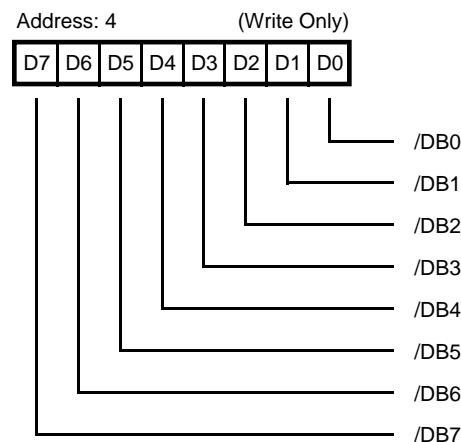 Address: 4 (Write Only)
D7 D6 D5 D4 D3 D2 D1 D0
/DB0
/DB1
/DB2
/DB3
/DB4
/DB5
/DB6
/DB7